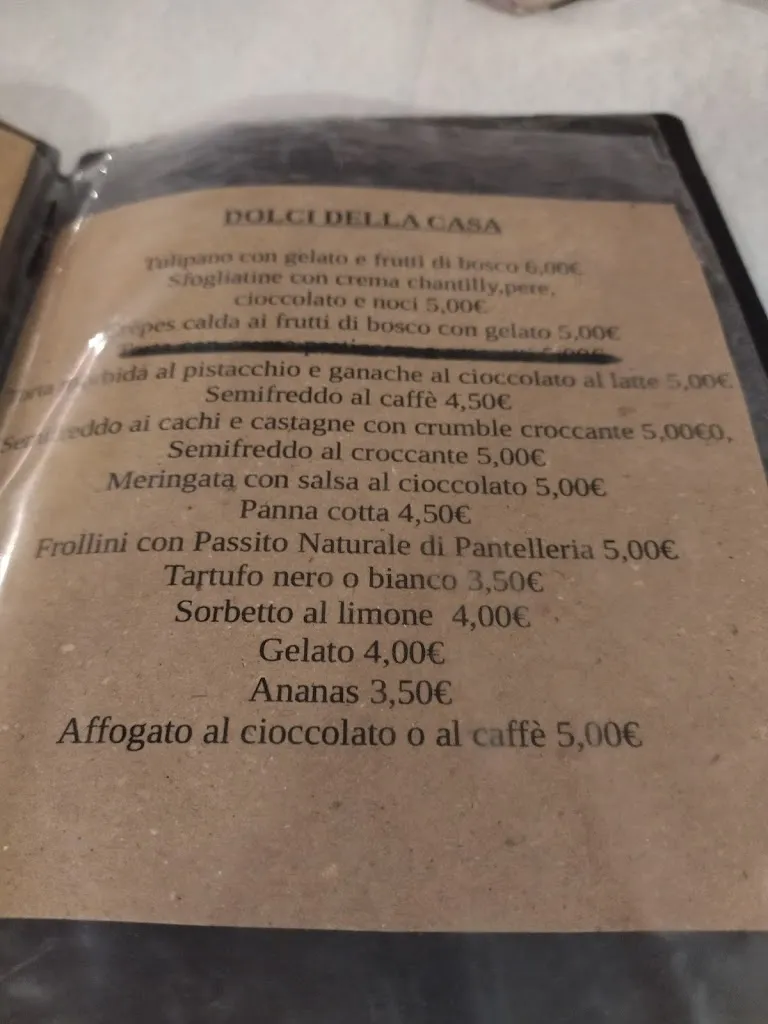 DOLCI DELLA CASA
Tulipano con gelato e frutti di bosco 6,00€
Sfogliatine con crema chantilly,pere,
cioccolato e noci 5,00€
Crepes calda ai frutti di bosco con gelato 5,00€
Torta morbida al pistacchio e ganache al cioccolato al latte 5,00€
Semifreddo al caffè 4,50€
Semifreddo ai cachi e castagne con crumble croccante 5,00€0,
Semifreddo al croccante 5,00€
Meringata con salsa al cioccolato 5,00€
Panna cotta 4,50€
Frollini con Passito Naturale di Pantelleria 5,00€
Tartufo nero o bianco 3,50€
Sorbetto al limone 4,00€
Gelato 4,00€
Ananas 3,50€
Affogato al cioccolato o al caffè 5,00€